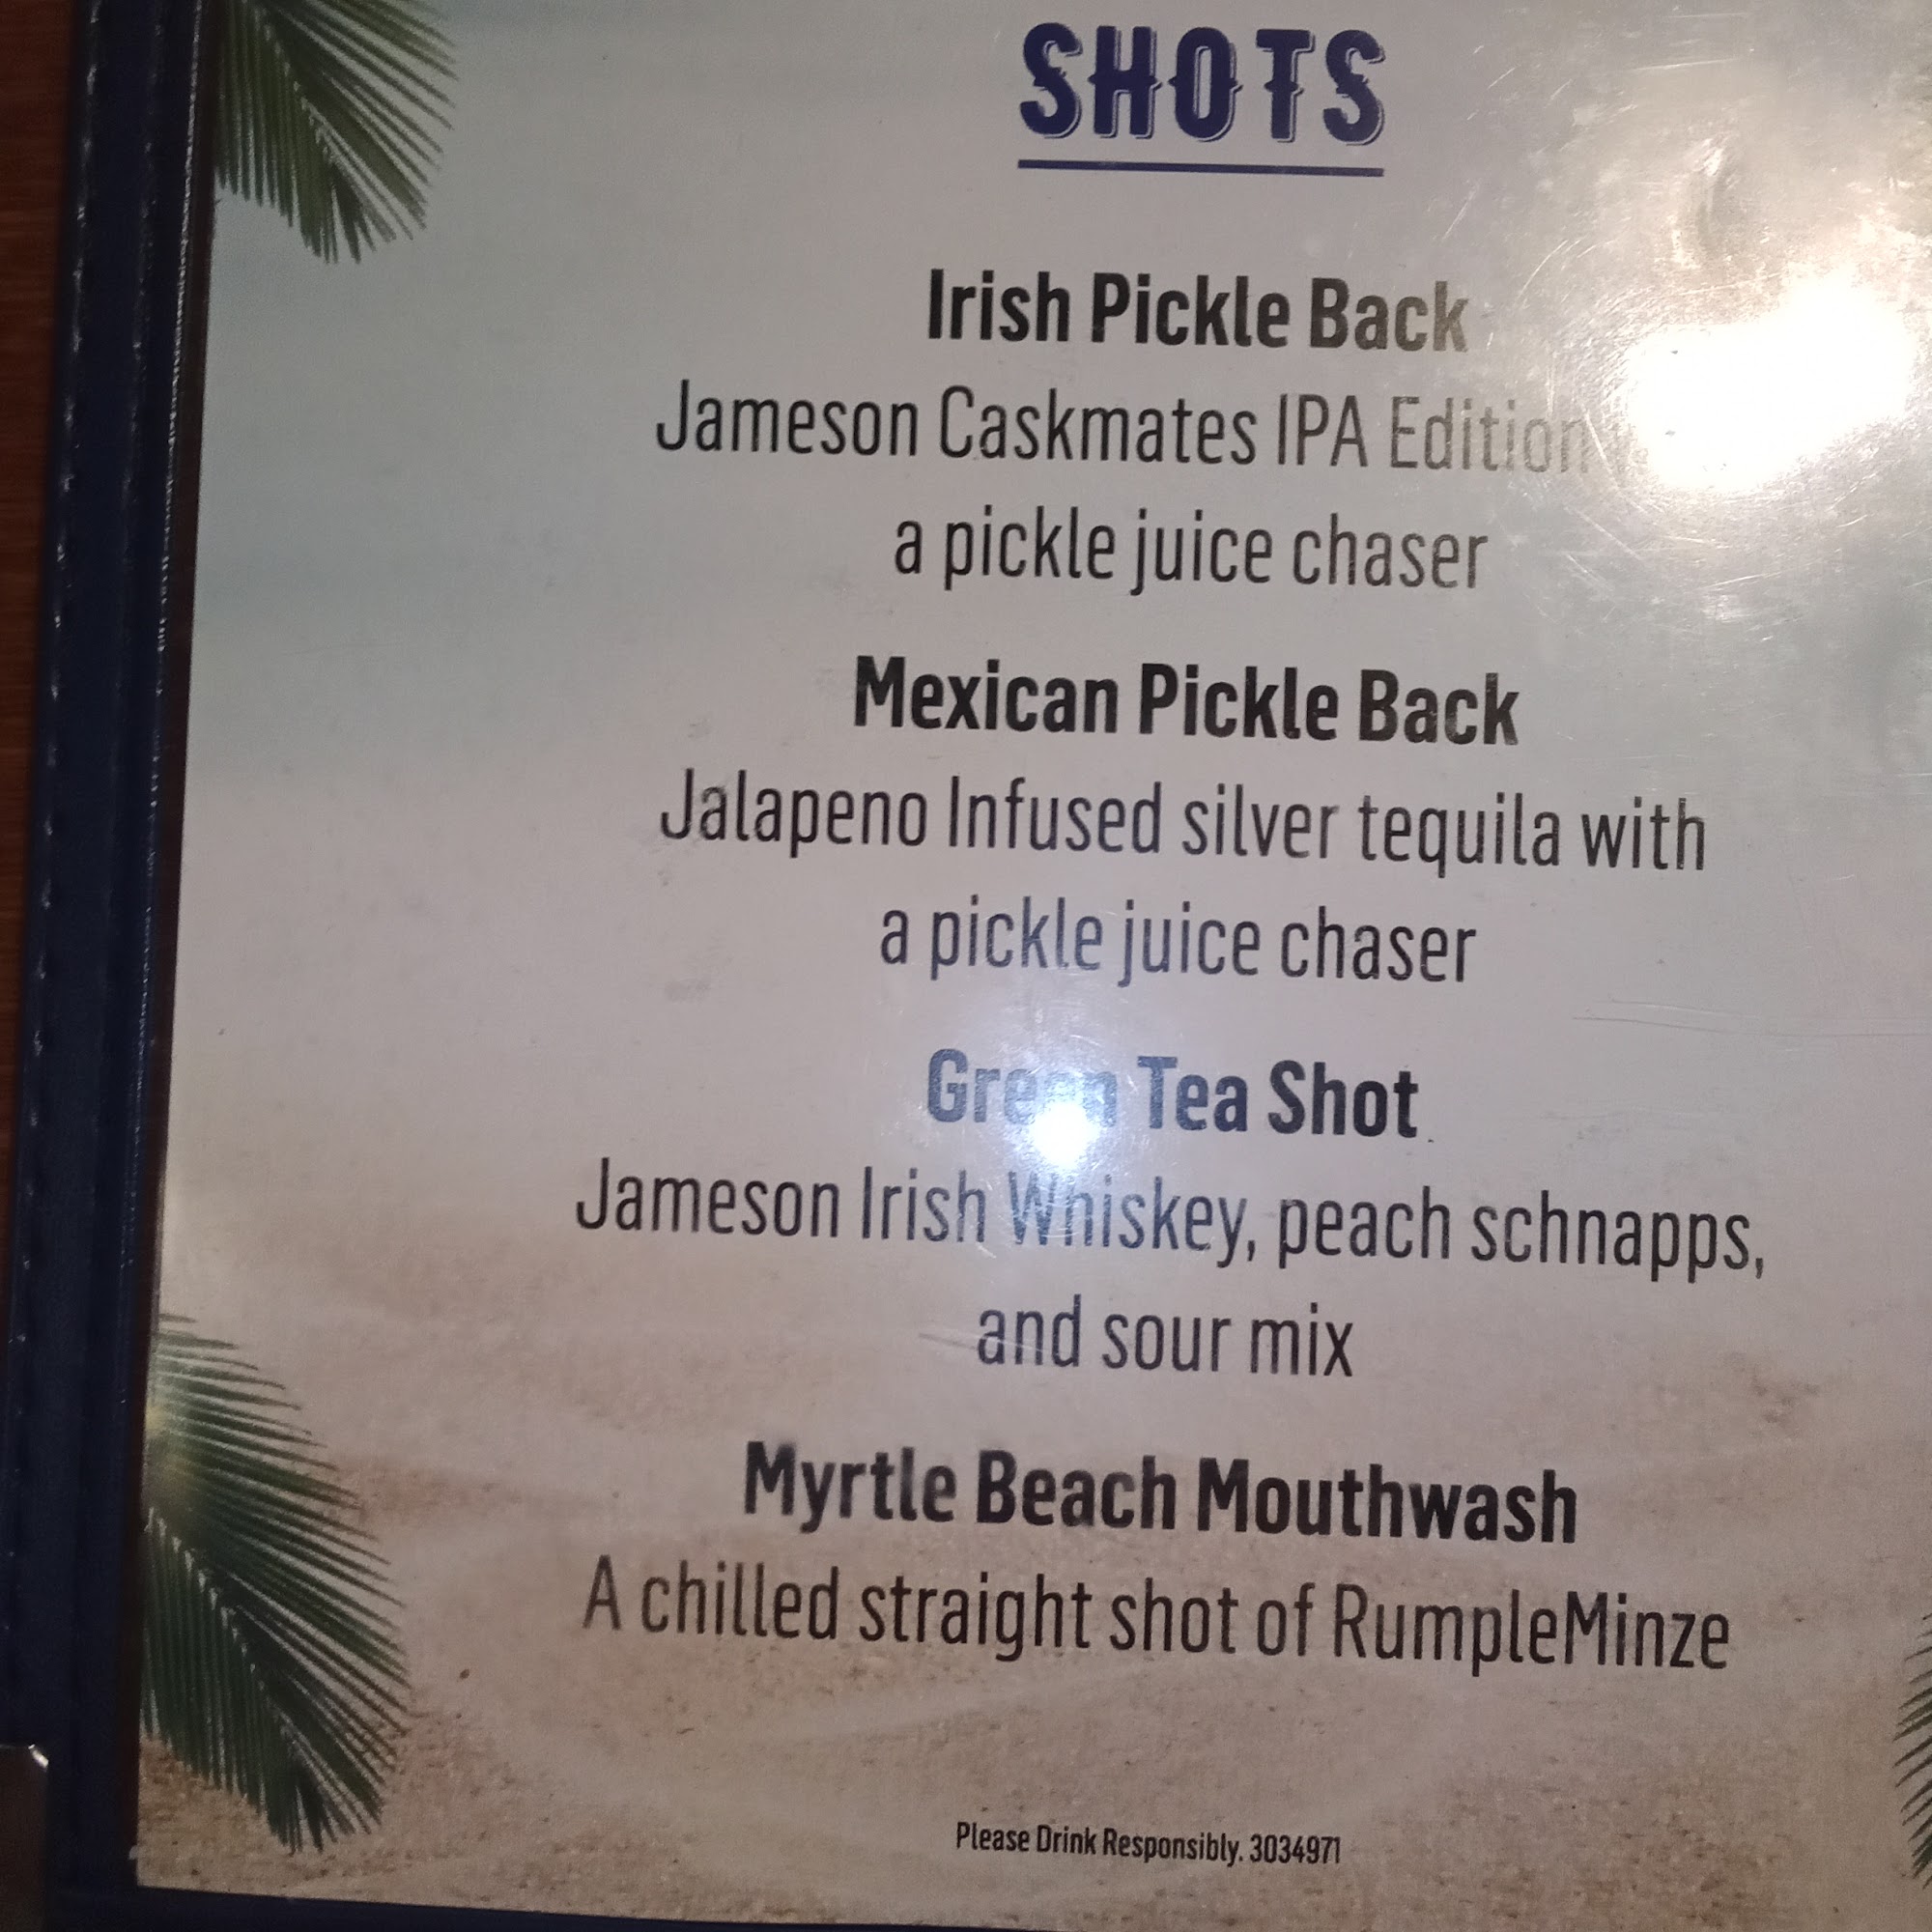 SHOTS
Irish Pickle Back
Jameson Caskmates IPA Edition
a pickle juice chaser
Mexican Pickle Back
Jalapeno Infused silver tequila with
a pickle juice chaser
Green Tea Shot
Jameson Irish Whiskey, peach schnapps,
and sour mix
Myrtle Beach Mouthwash
A chilled straight shot of RumpleMinze
Please Drink Responsibly. 3034971